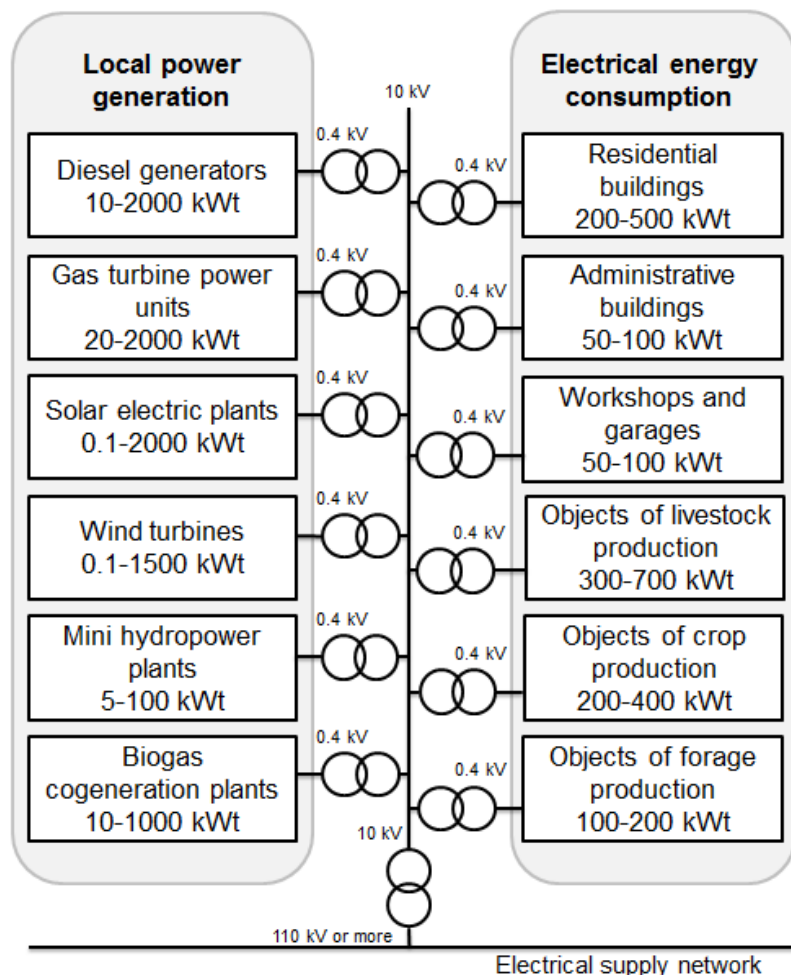 Local power
generation
10 kV
Electrical energy
consumption
0.4 kV
Diesel generators
10-2000 kWt
0.4 kV
Residential
buildings
200-500 kWt
0.4 kV
Gas turbine power
units
20-2000 kWt
0.4 kV
Administrative
buildings
50-100 kWt
0.4 kV
Solar electric plants
0.1-2000 kWt
0.4 kV
Workshops and
garages
50-100 kWt
0.4 kV
Wind turbines
0.1-1500 kWt
0.4 kV
Objects of livestock
production
300-700 kWt
0.4 kV
Mini hydropower
plants
5-100 kWt
0.4 kV
Objects of crop
production
200-400 kWt
0.4 kV
Biogas
cogeneration plants
10-1000 kWt
0.4 kV
Objects of forage
production
100-200 kWt
10 kV
110 kV or more
Electrical supply network